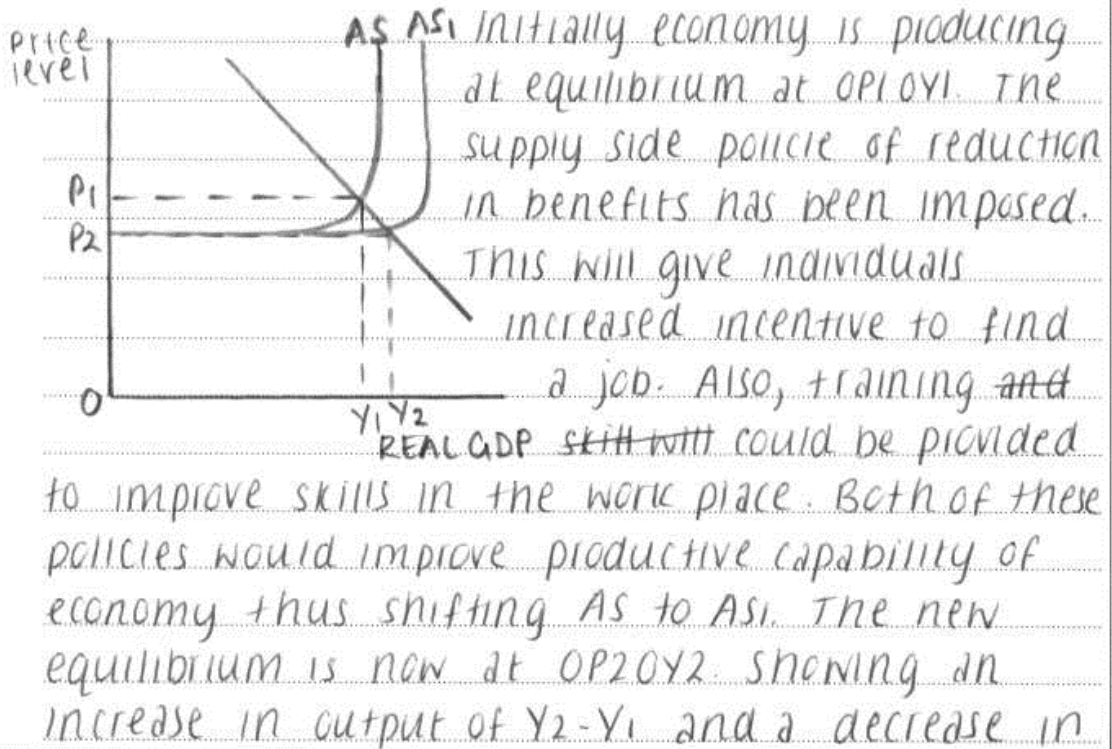 Price level
AS AS1 Initially economy is producing
at equilibrium at OP1OY1. The
supply side policie of reduction
P1 in benefits has been imposed.
P2 This will give individuals
increased incentive to find
O a job. Also, training and
Y1 Y2
REAL GDP skill will could be provided
to improve skills in the work place. Both of these
policies would improve productive capability of
economy thus shifting AS to AS1. The new
equilibrium is now at OP2OY2. Showing an
increase in output of Y2-Y1 and a decrease in